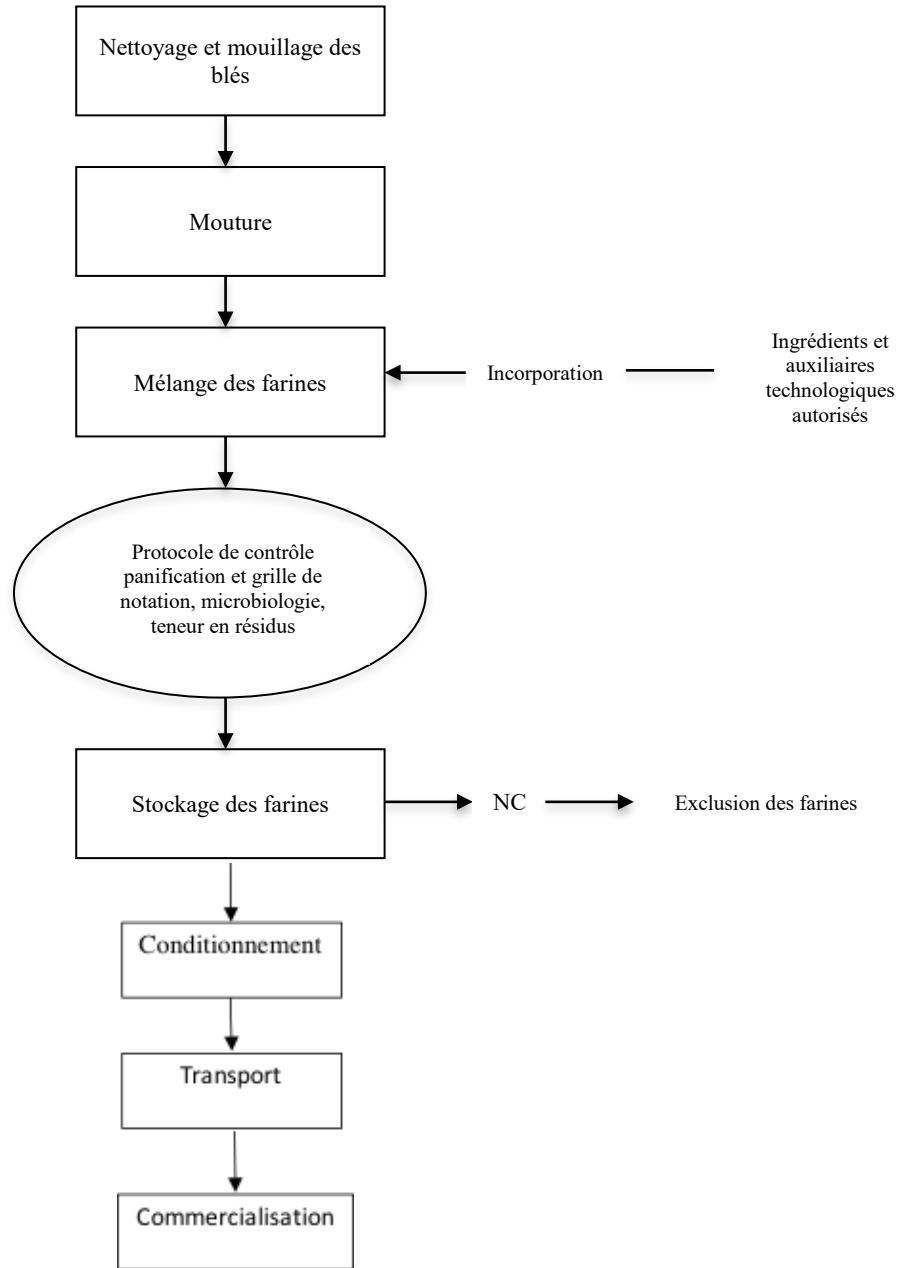 Nettoyage et mouillage des
blés
Mouture
Mélange des farines
Incorporation
Ingrédients et
auxiliaires
technologiques
autorisés
Protocole de contrôle
panification et grille de
notation, microbiologie,
teneur en résidus
Stockage des farines
NC
Exclusion des farines
Conditionnement
Transport
Commercialisation